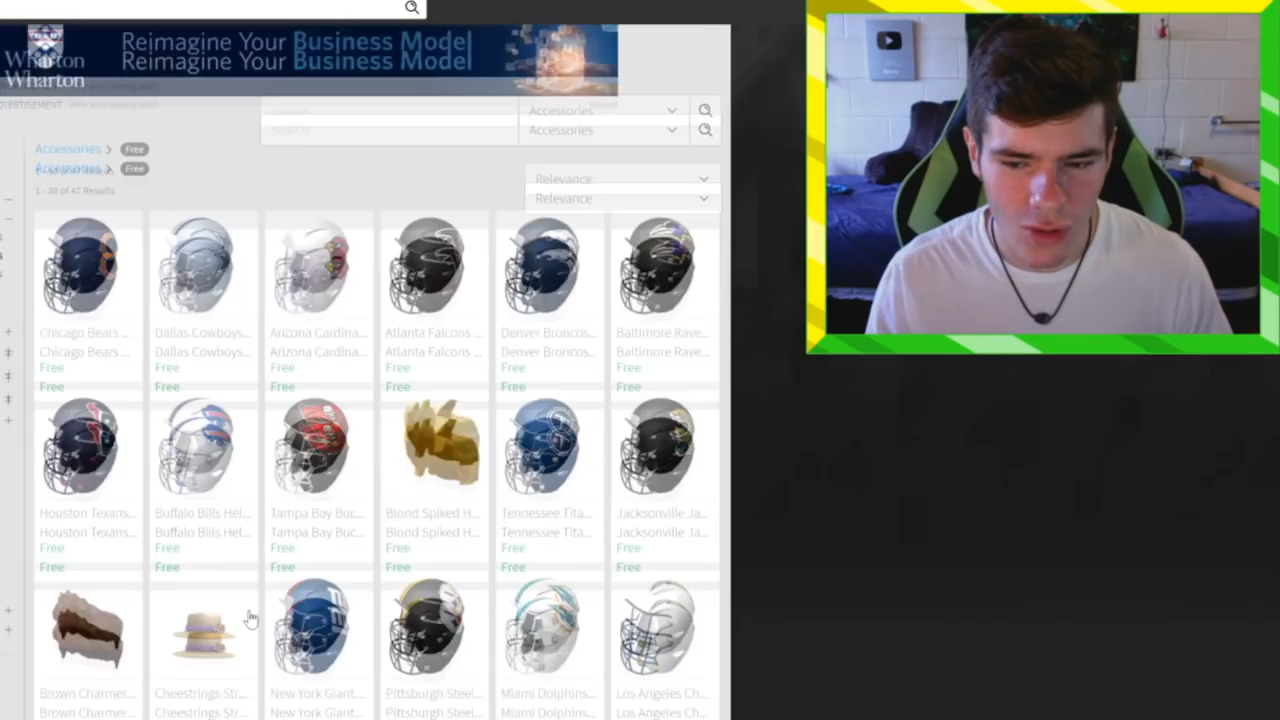 Reimagine Your Business Model
Wharton
Reimagine Your Business Model
Wharton
Accessories
Search
Accessories
Accessories > Free
Accessories > Free
1 - 30 of 47 Results
Relevance
Relevance
Chicago Bears ...
Dallas Cowboys...
Arizona Cardina...
Atlanta Falcons ...
Denver Broncos...
Baltimore Rave...
Chicago Bears ...
Dallas Cowboys...
Arizona Cardina...
Atlanta Falcons ...
Denver Broncos...
Baltimore Rave...
Free Free Free Free Free Free
Free Free Free Free Free Free
Houston Texans...
Buffalo Bills Hel...
Tampa Bay Buc...
Blond Spiked H...
Tennessee Tita...
Jacksonville Ja...
Houston Texans...
Buffalo Bills Hel...
Tampa Bay Buc...
Blond Spiked H...
Tennessee Tita...
Jacksonville Ja...
Free Free Free Free Free Free
Free Free Free Free Free Free
Brown Charmer...
Cheestrings Str...
New York Giant...
Pittsburgh Steel...
Miami Dolphins...
Los Angeles Ch...
Brown Charmer...
Cheestrings Str...
New York Giant...
Pittsburgh Steel...
Miami Dolphins...
Los Angeles Ch...